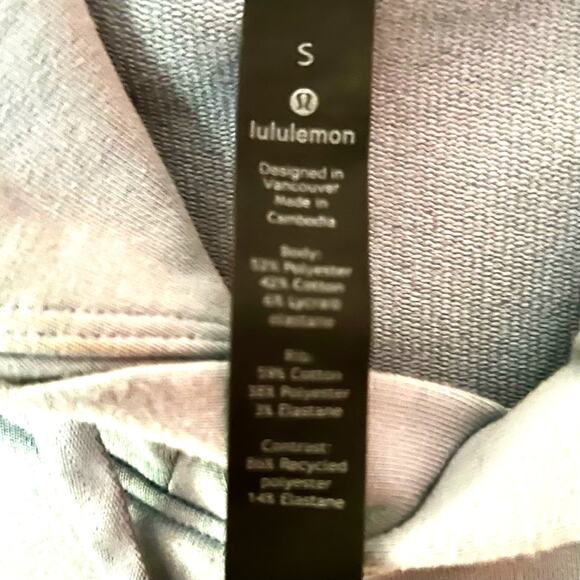 S
lululemon
Designed in
Vancouver
Made in
Cambodia
Body:
52% Polyester
42% Cotton
6% Lycra®
elastane
Rib:
59% Cotton
38% Polyester
3% Elastane
Contrast:
86% Recycled
polyester
14% Elastane